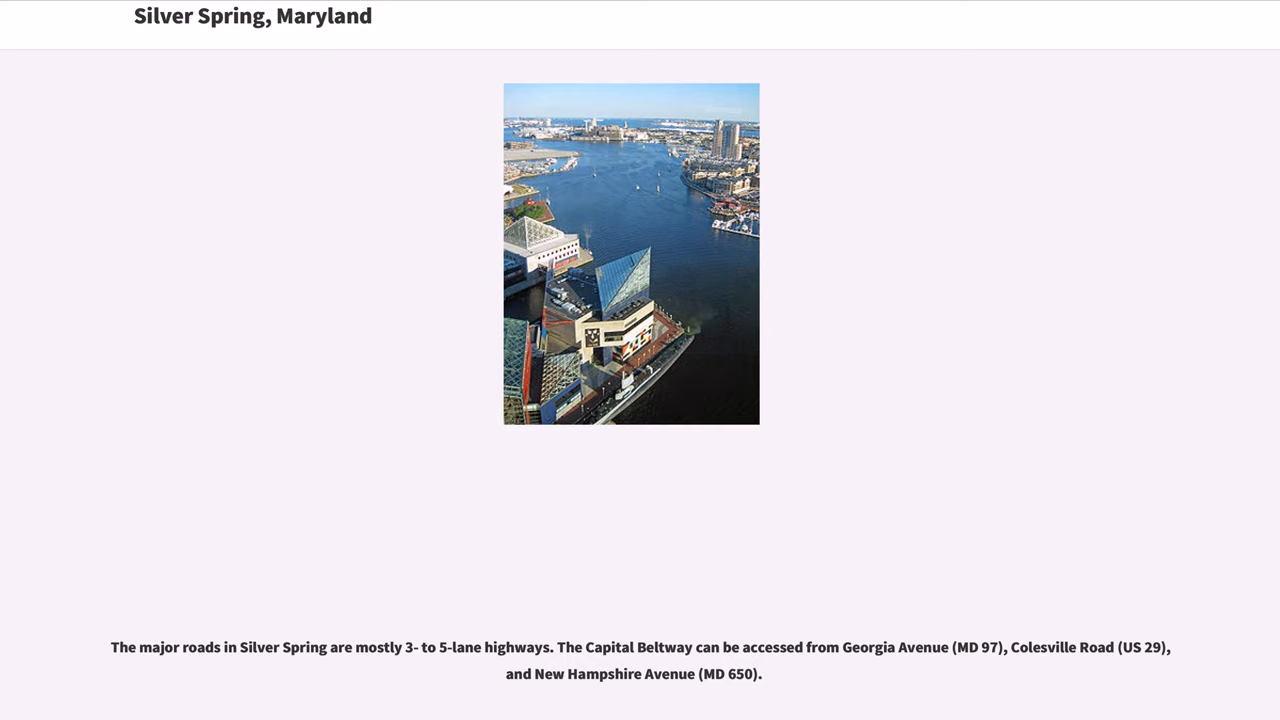 Silver Spring, Maryland
The major roads in Silver Spring are mostly 3- to 5-lane highways. The Capital Beltway can be accessed from Georgia Avenue (MD 97), Colesville Road (US 29),
and New Hampshire Avenue (MD 650).